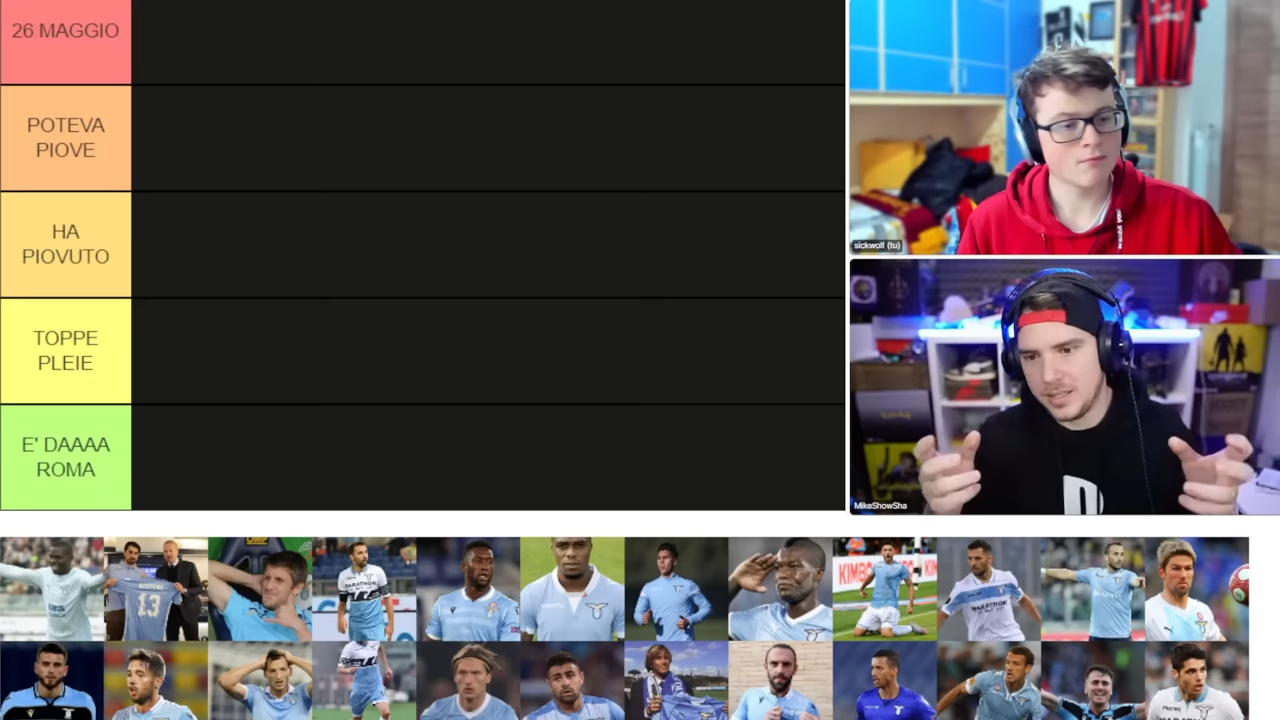 26 MAGGIO
POTEVA
PIOVE
HA
PIOVUTO
TOPPE
PLEIE
E' DAAAA
ROMA
sickwolf (tu)
MikeShowSha
13
MARATHON
KIMBO
MARATHON